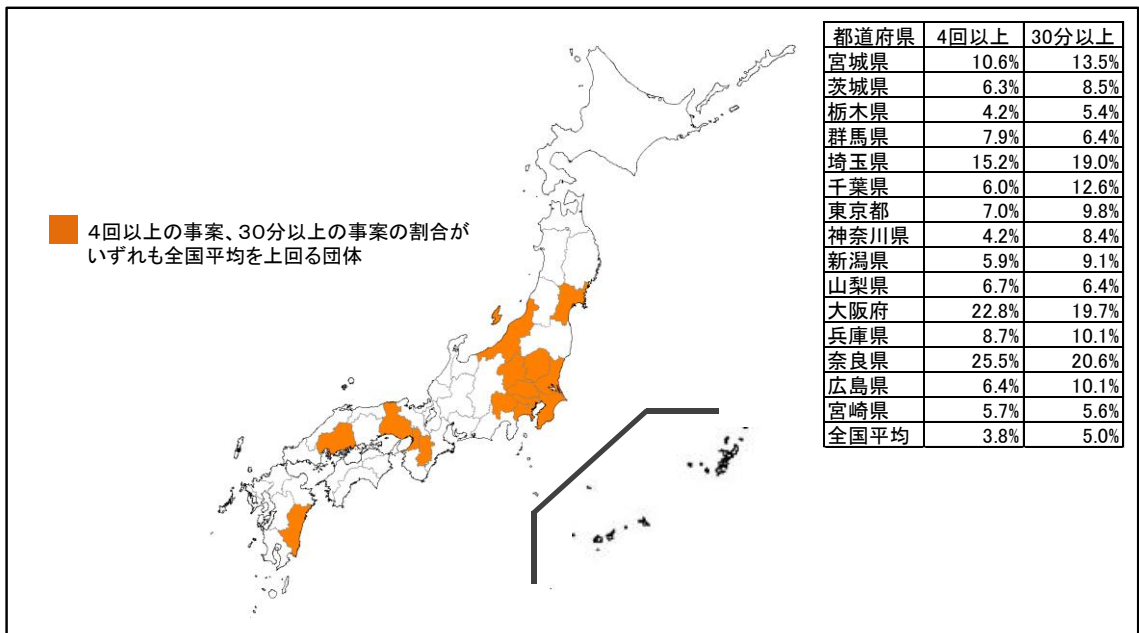 ４回以上の事案、３０分以上の事案の割合が
いずれも全国平均を上回る団体
都道府県 4回以上 30分以上
宮城県 10.6% 13.5%
茨城県 6.3% 8.5%
栃木県 4.2% 5.4%
群馬県 7.9% 6.4%
埼玉県 15.2% 19.0%
千葉県 6.0% 12.6%
東京都 7.0% 9.8%
神奈川県 4.2% 8.4%
新潟県 5.9% 9.1%
山梨県 6.7% 6.4%
大阪府 22.8% 19.7%
兵庫県 8.7% 10.1%
奈良県 25.5% 20.6%
広島県 6.4% 10.1%
宮崎県 5.7% 5.6%
全国平均 3.8% 5.0%